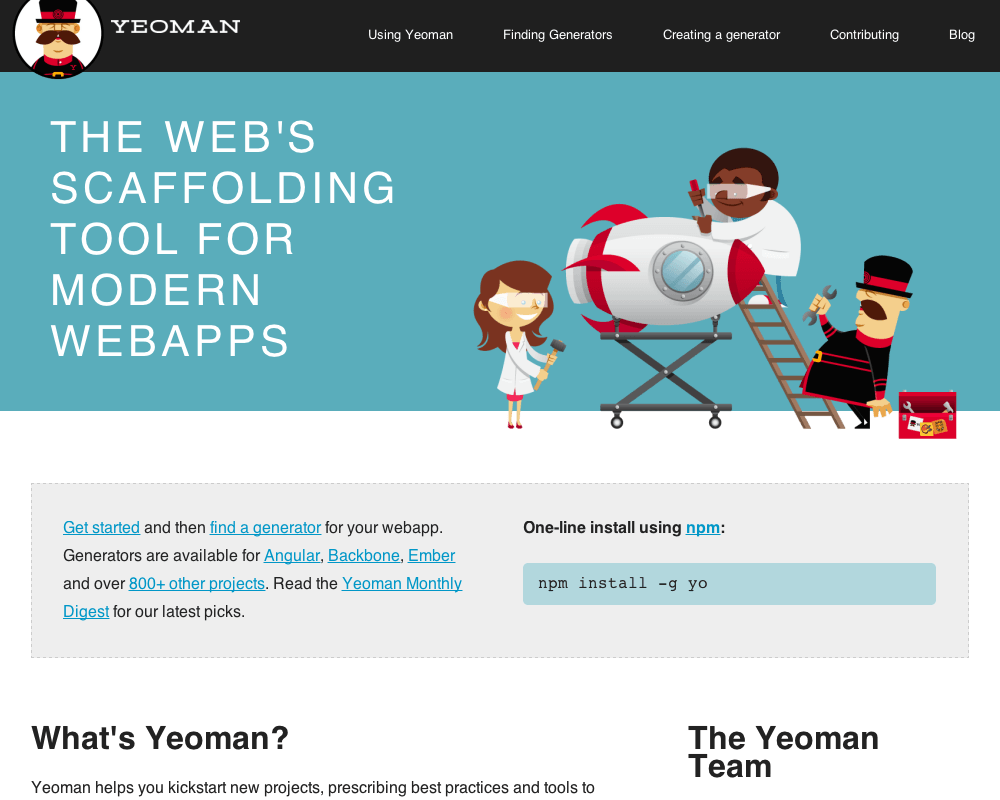 YEOMAN
Using Yeoman
Finding Generators
Creating a generator
Contributing
Blog
THE WEB'S
SCAFFOLDING
TOOL FOR
MODERN
WEBAPPS
Get started and then find a generator for your webapp.
Generators are available for Angular, Backbone, Ember
and over 800+ other projects. Read the Yeoman Monthly
Digest for our latest picks.
One-line install using npm:
npm install -g yo
What's Yeoman?
Yeoman helps you kickstart new projects, prescribing best practices and tools to
The Yeoman
Team